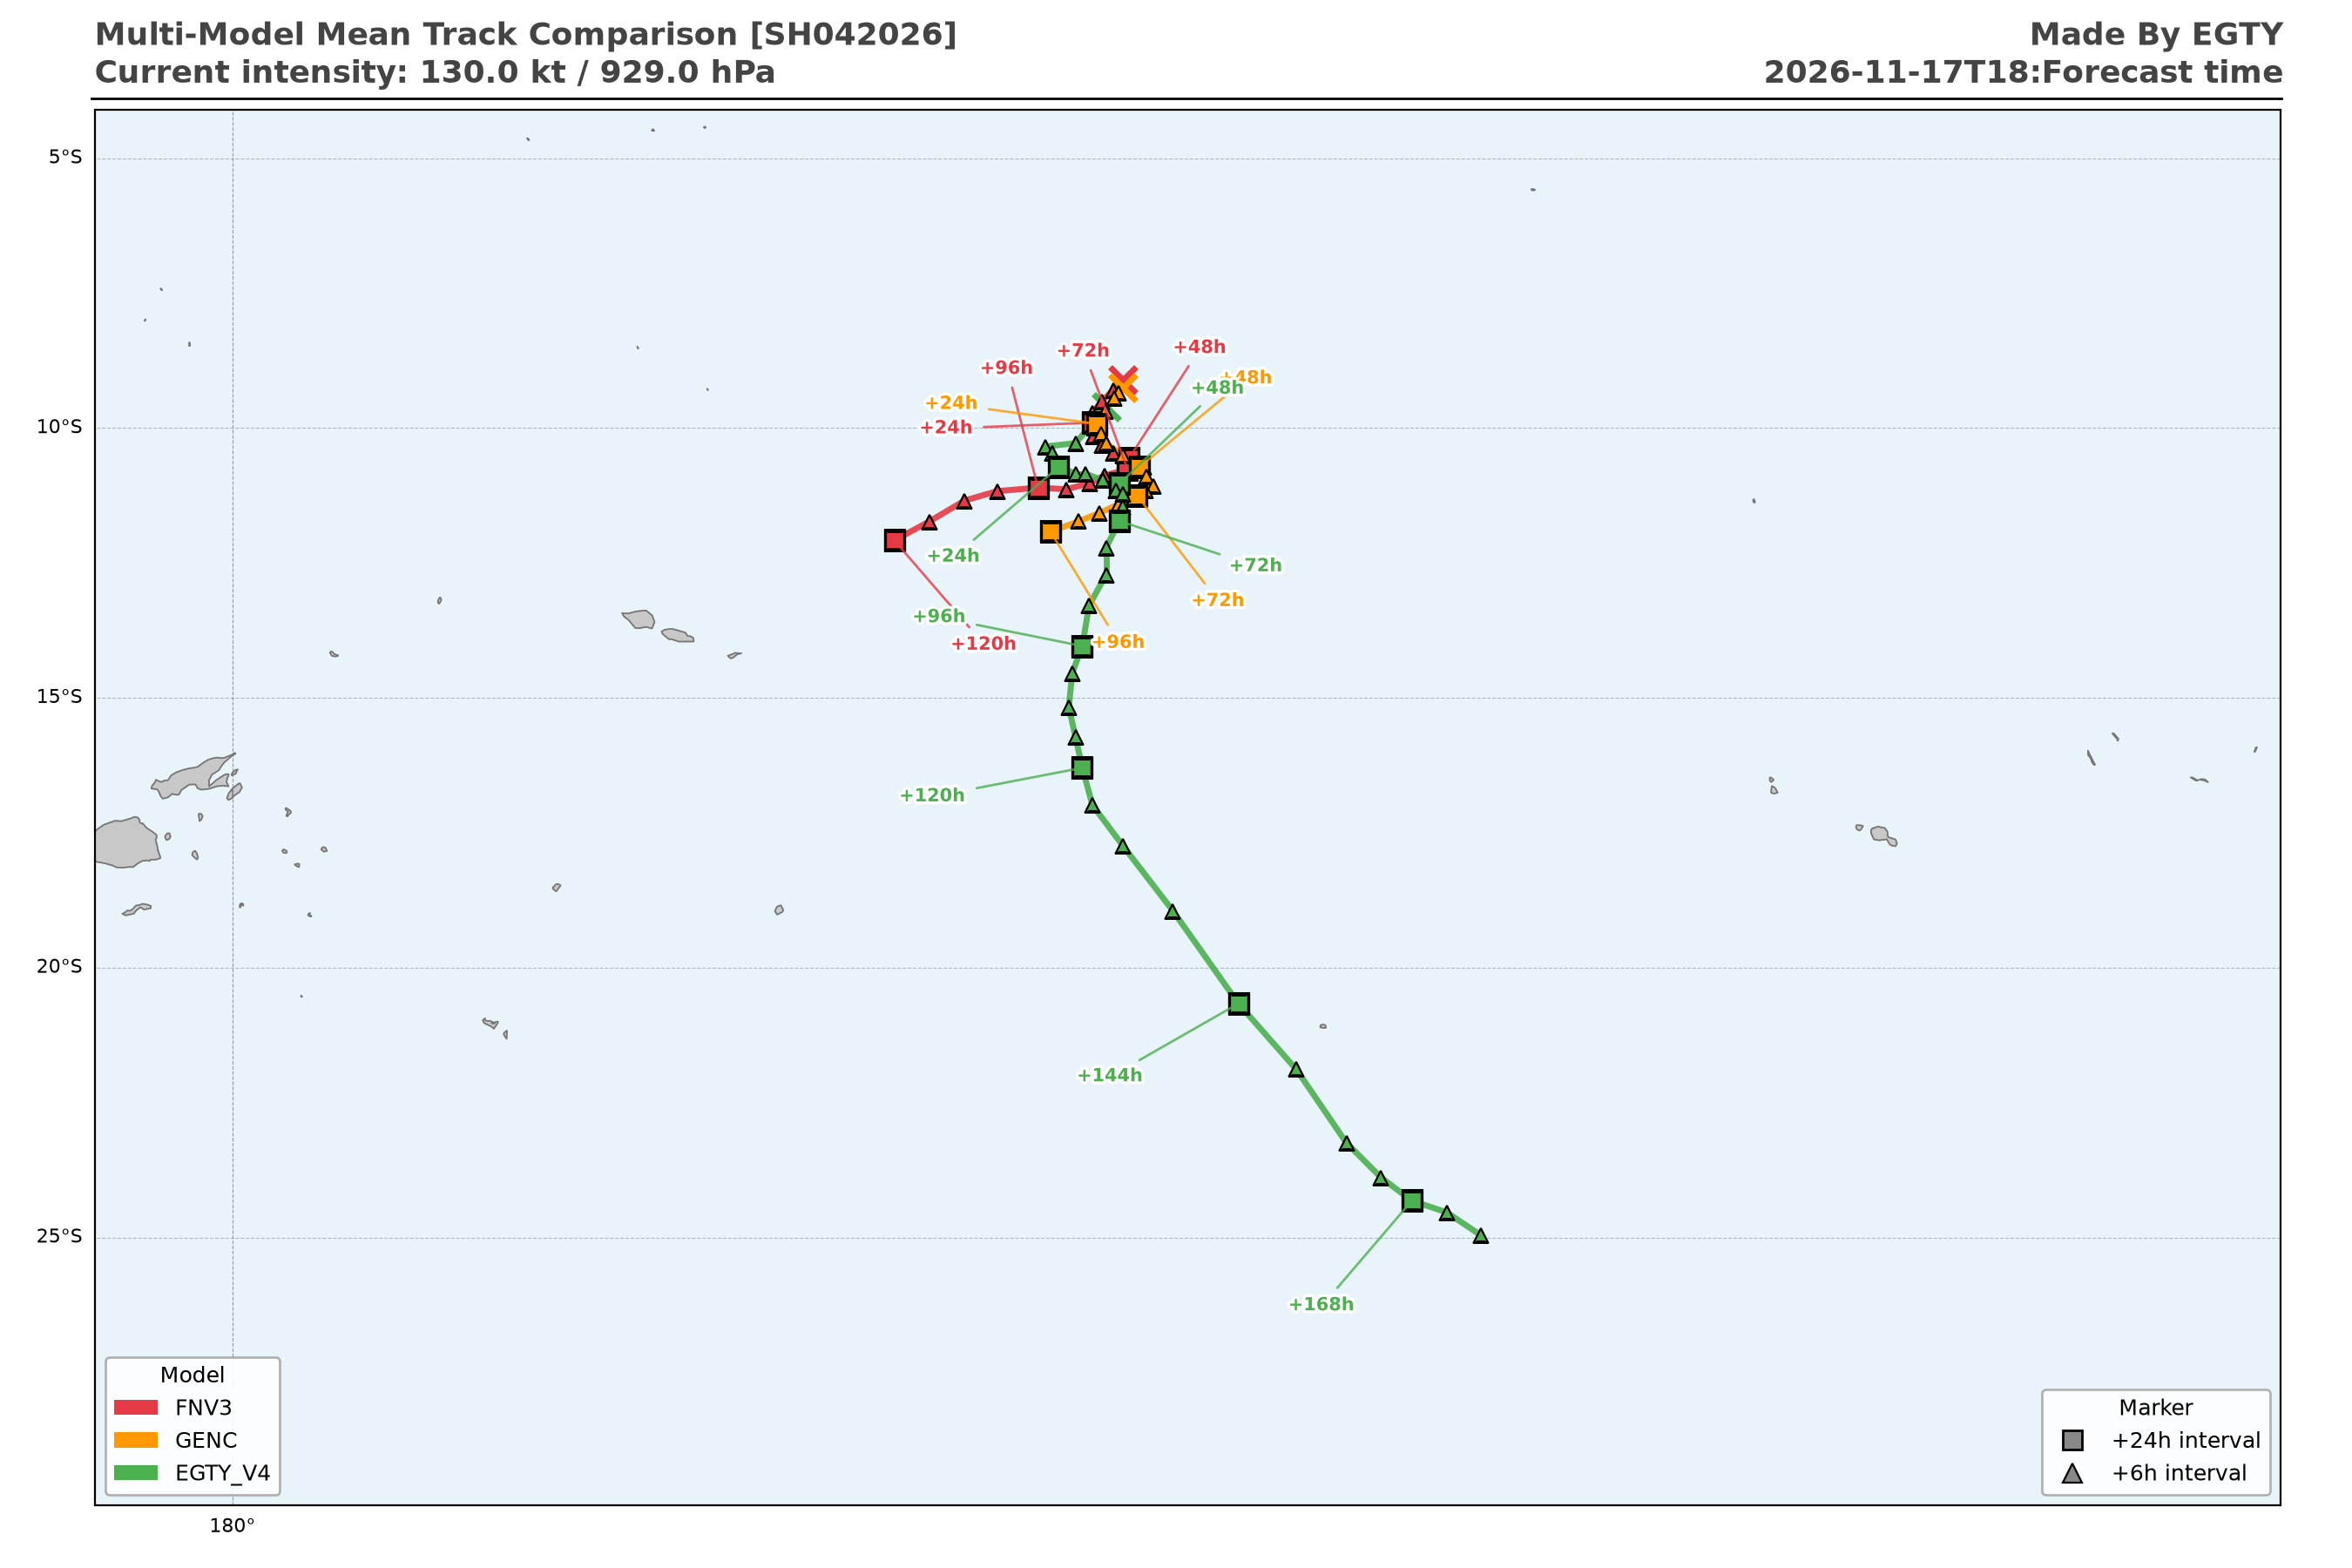 Multi-Model Mean Track Comparison [SH042026]
Current intensity: 130.0 kt / 929.0 hPa
Made By EGTY
2026-11-17T18:Forecast time
5°S
10°S
15°S
20°S
25°S
180°
+72h
+48h
+96h
+48h
+48h
+24h
+24h
+24h
+72h
+72h
+96h
+120h
+96h
+120h
+144h
+168h
Model
FNV3
GENC
EGTY_V4
Marker
+24h interval
+6h interval